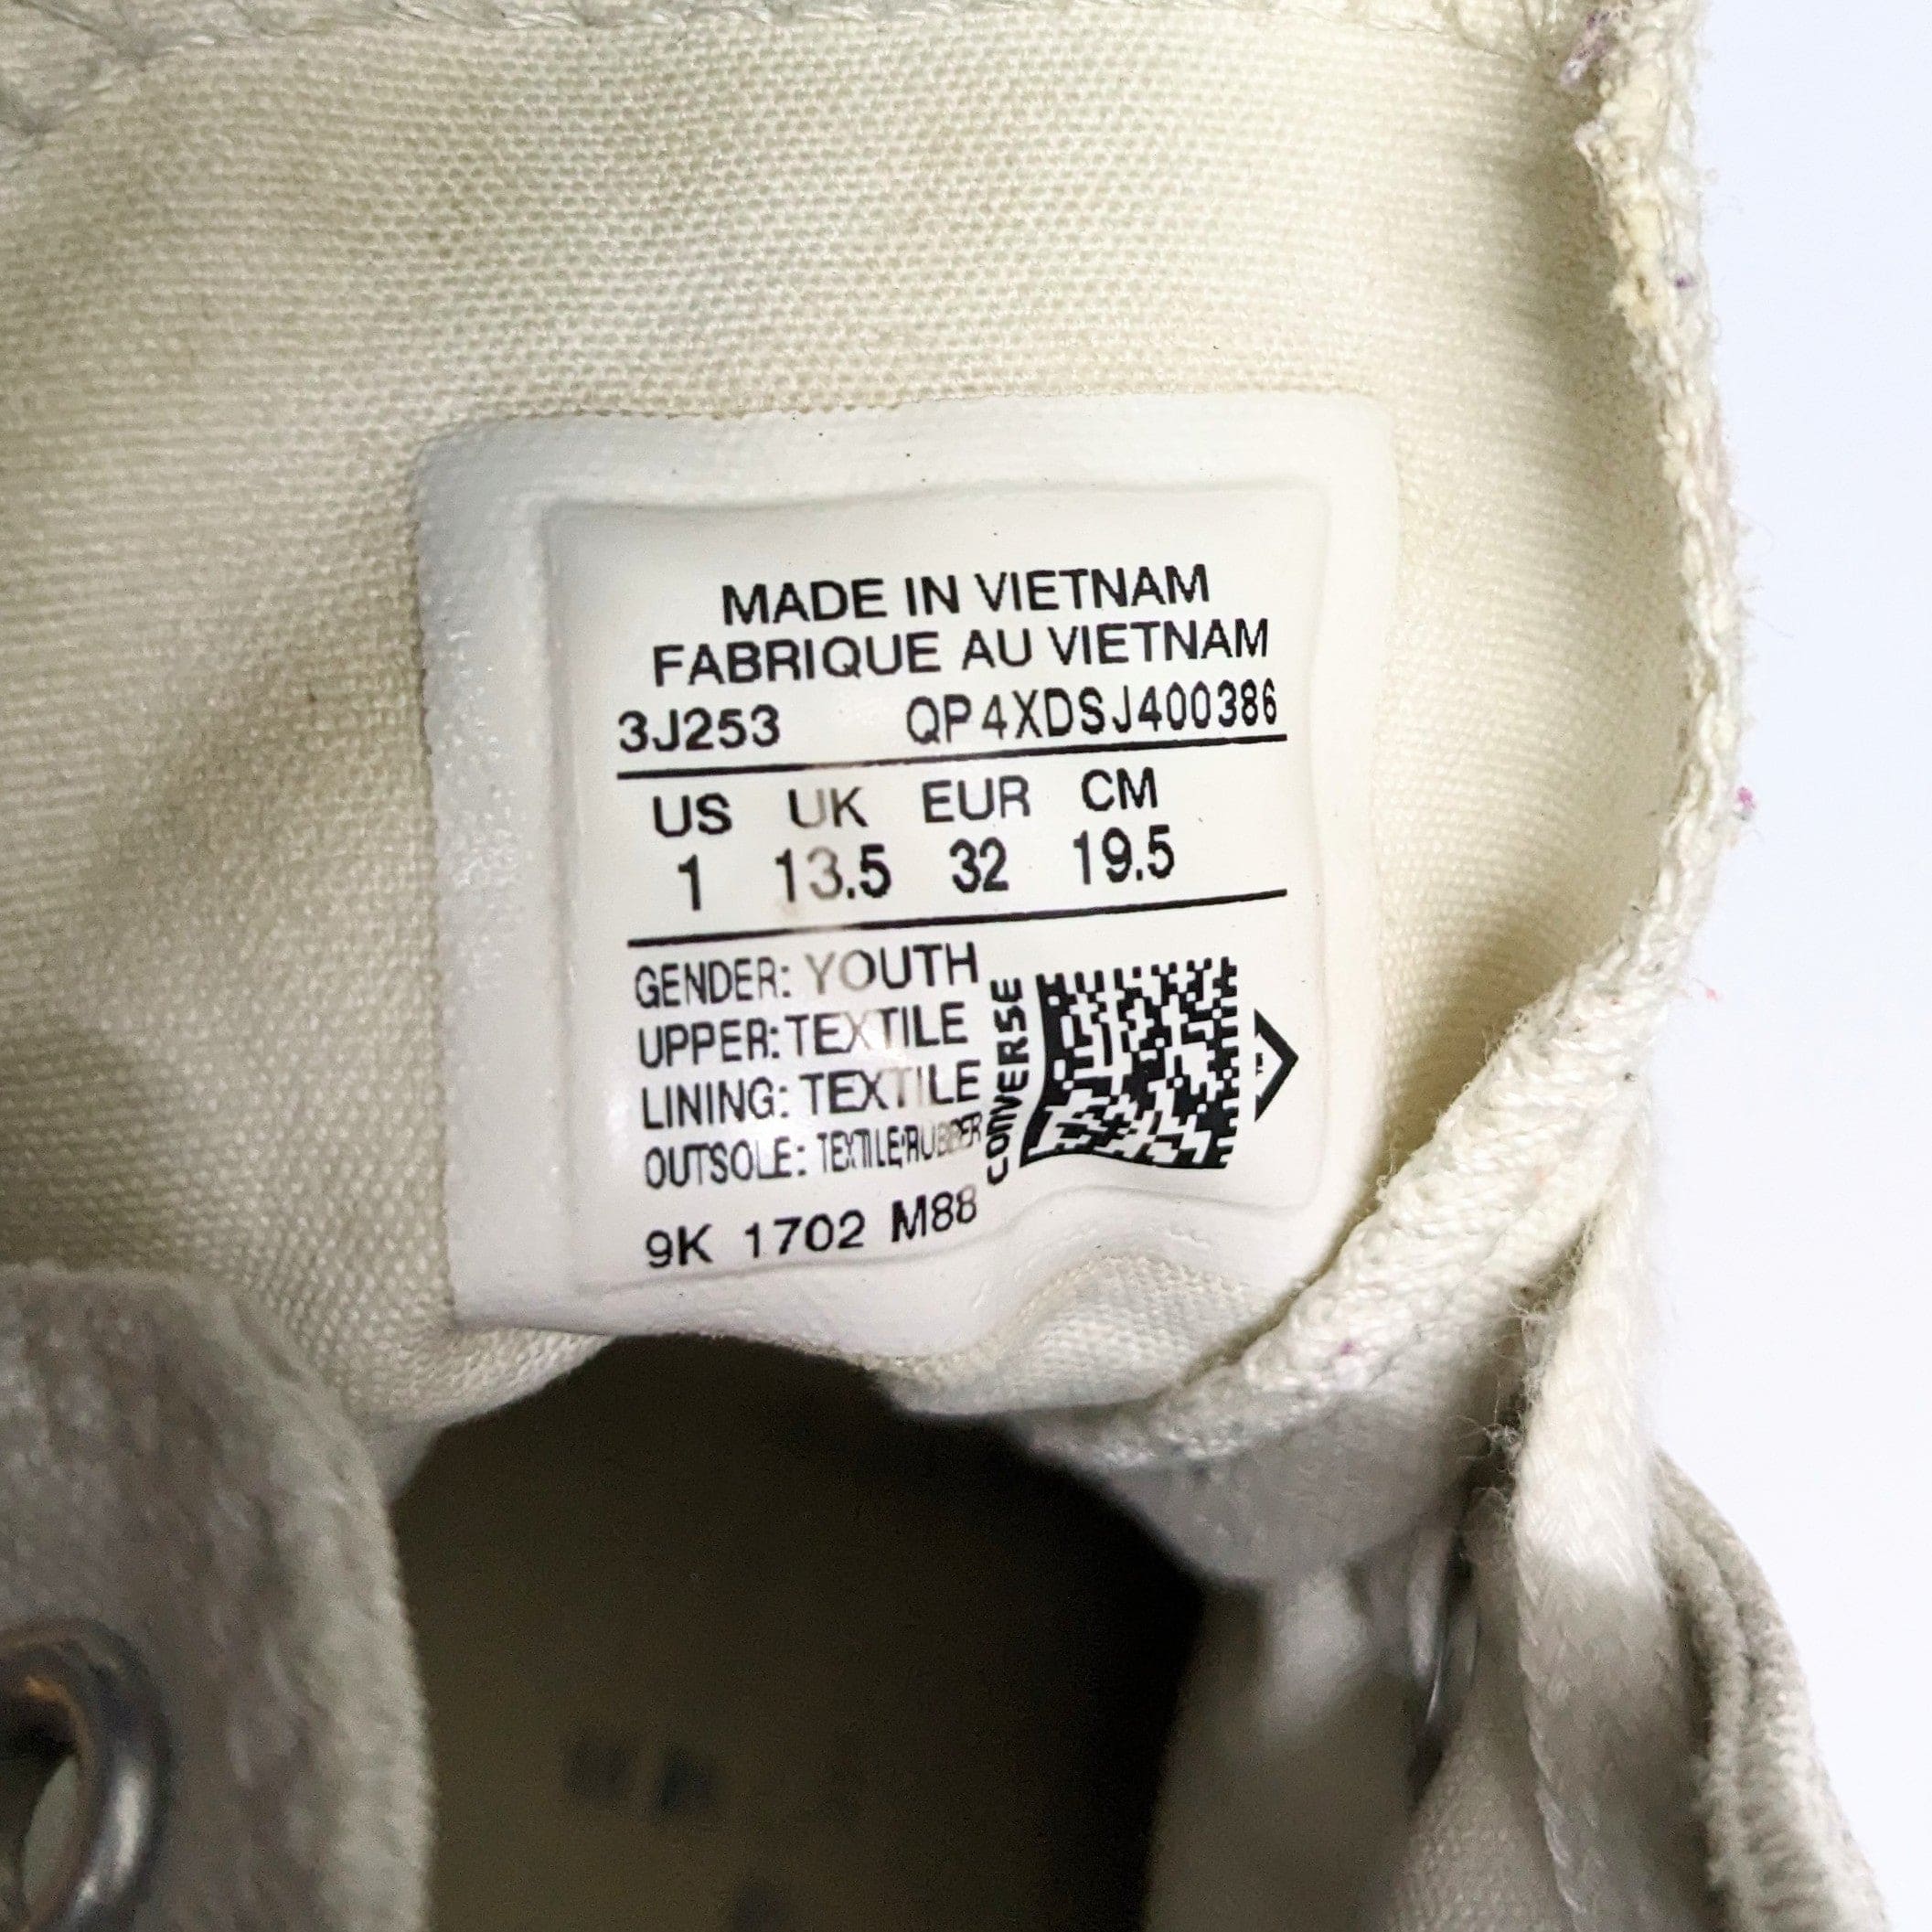 MADE IN VIETNAM
FABRIQUE AU VIETNAM
3J253 QP4XDSJ400386
US UK EUR CM
1 13.5 32 19.5
GENDER: YOUTH
UPPER: TEXTILE
LINING: TEXTILE
OUTSOLE: TEXTILE/RUBBER
9K 1702 M88
CONVERSE